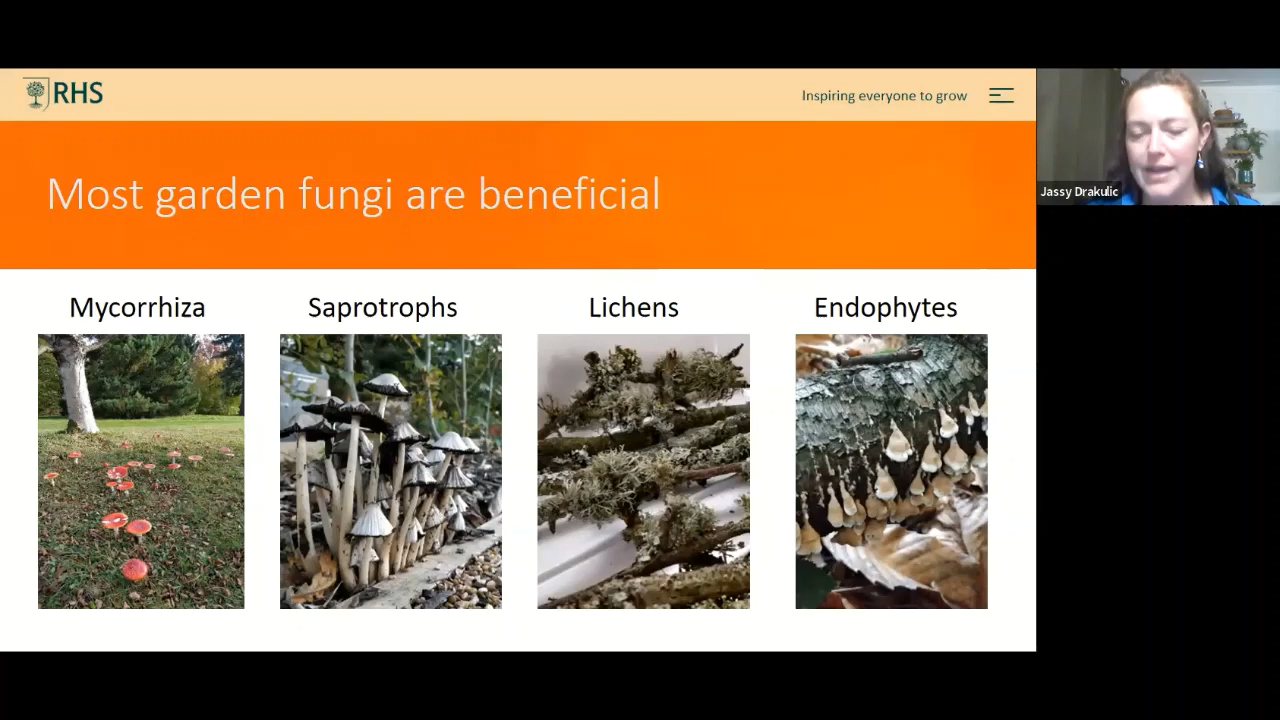 RHS
Inspiring everyone to grow
Jassy Drakulic
Most garden fungi are beneficial
Mycorrhiza
Saprotrophs
Lichens
Endophytes